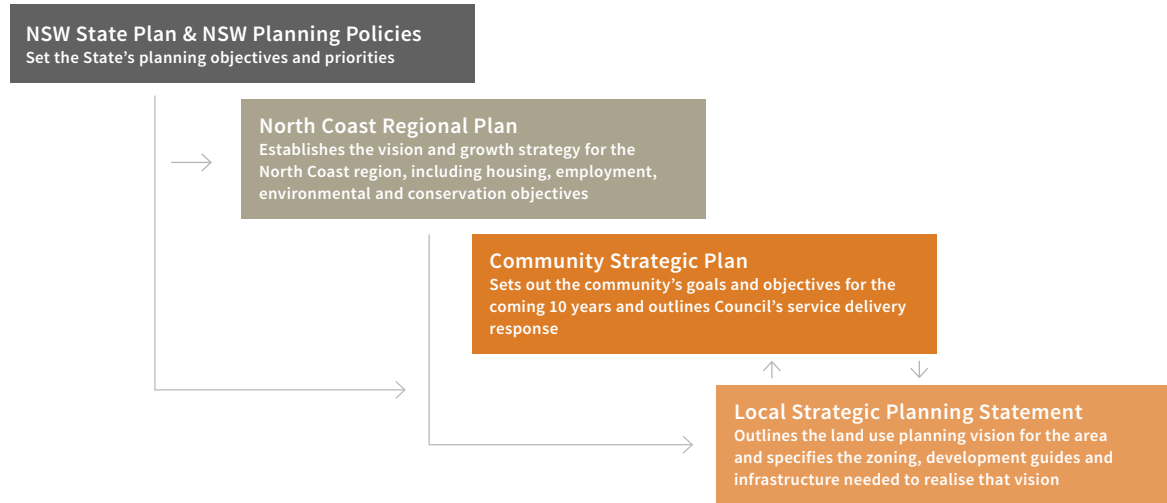 NSW State Plan & NSW Planning Policies
Set the State’s planning objectives and priorities
North Coast Regional Plan
Establishes the vision and growth strategy for the
North Coast region, including housing, employment,
environmental and conservation objectives
Community Strategic Plan
Sets out the community’s goals and objectives for the
coming 10 years and outlines Council’s service delivery
response
Local Strategic Planning Statement
Outlines the land use planning vision for the area
and specifies the zoning, development guides and
infrastructure needed to realise that vision